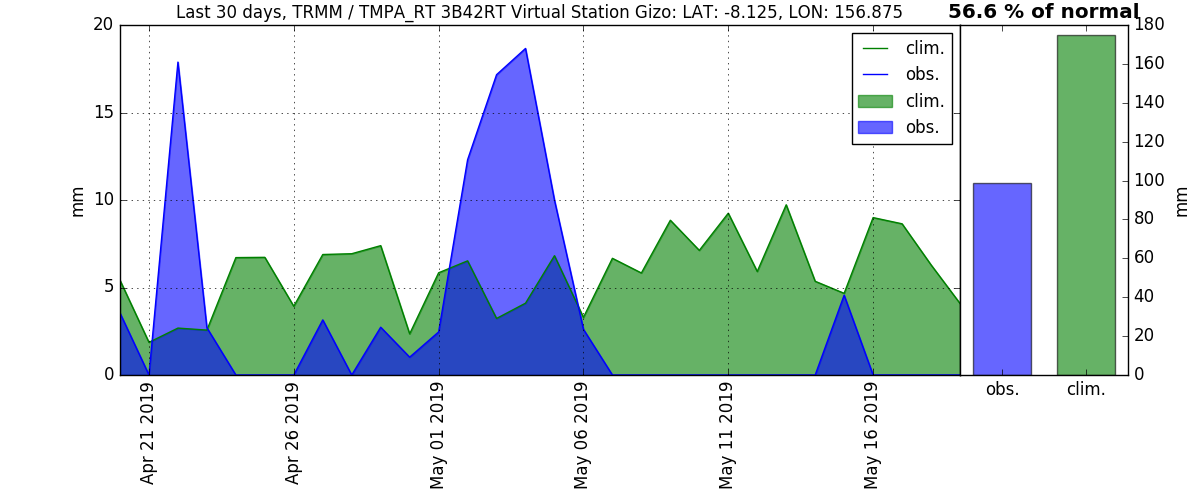 Last 30 days, TRMM / TMPA_RT 3B42RT Virtual Station Gizo: LAT: -8.125, LON: 156.875
56.6 % of normal
20
15
10
5
0
mm
clim.
obs.
clim.
obs.
180
160
140
120
100
80
60
40
20
0
mm
obs.
clim.
Apr 21 2019
Apr 26 2019
May 01 2019
May 06 2019
May 11 2019
May 16 2019